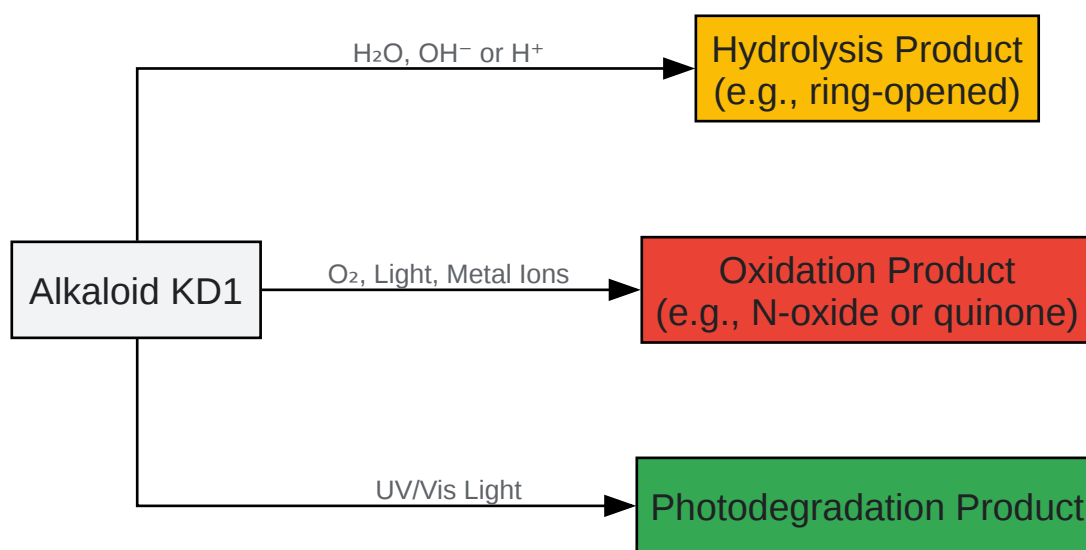 H₂O, OH⁻ or H⁺
Hydrolysis Product
(e.g., ring-opened)
Alkaloid KD1
O₂, Light, Metal Ions
Oxidation Product
(e.g., N-oxide or quinone)
UV/Vis Light
Photodegradation Product